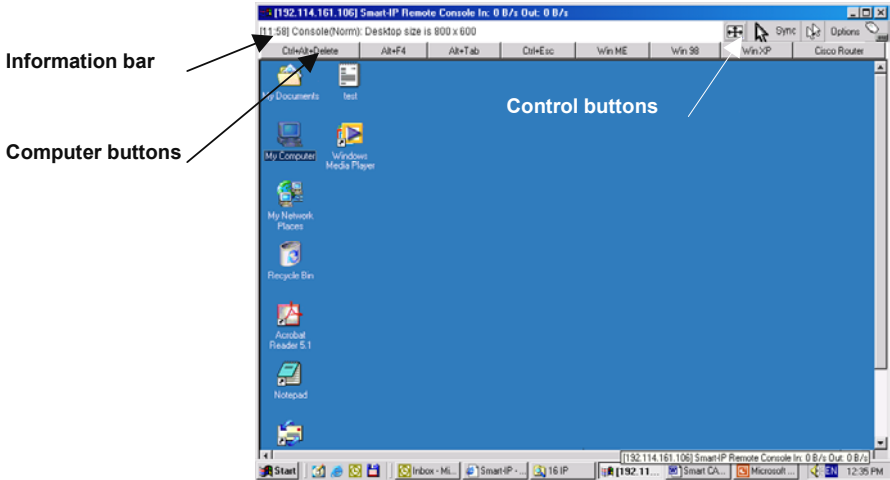 [192.114.161.106] Smart-IP Remote Console In: 0 B/s Out: 0 B/s
[11:58] Console(Norm): Desktop size is 800 x 600
Sync
Options
Ctrl+Alt+Delete
Alt+F4
Alt+Tab
Ctrl+Esc
Win ME
Win 98
Win XP
Cisco Router
Information bar
Computer buttons
Control buttons
My Documents
test
My Computer
Windows
Media Player
My Network
Places
Recycle Bin
Acrobat
Reader 5.1
Notepad
[192.114.161.106] Smart-IP Remote Console In: 0 B/s Out: 0 B/s
Start
Inbox - Mi...
Smart-IP - ...
16 IP
[192.11...
Smart CA...
Microsoft ...
EN
12:35 PM